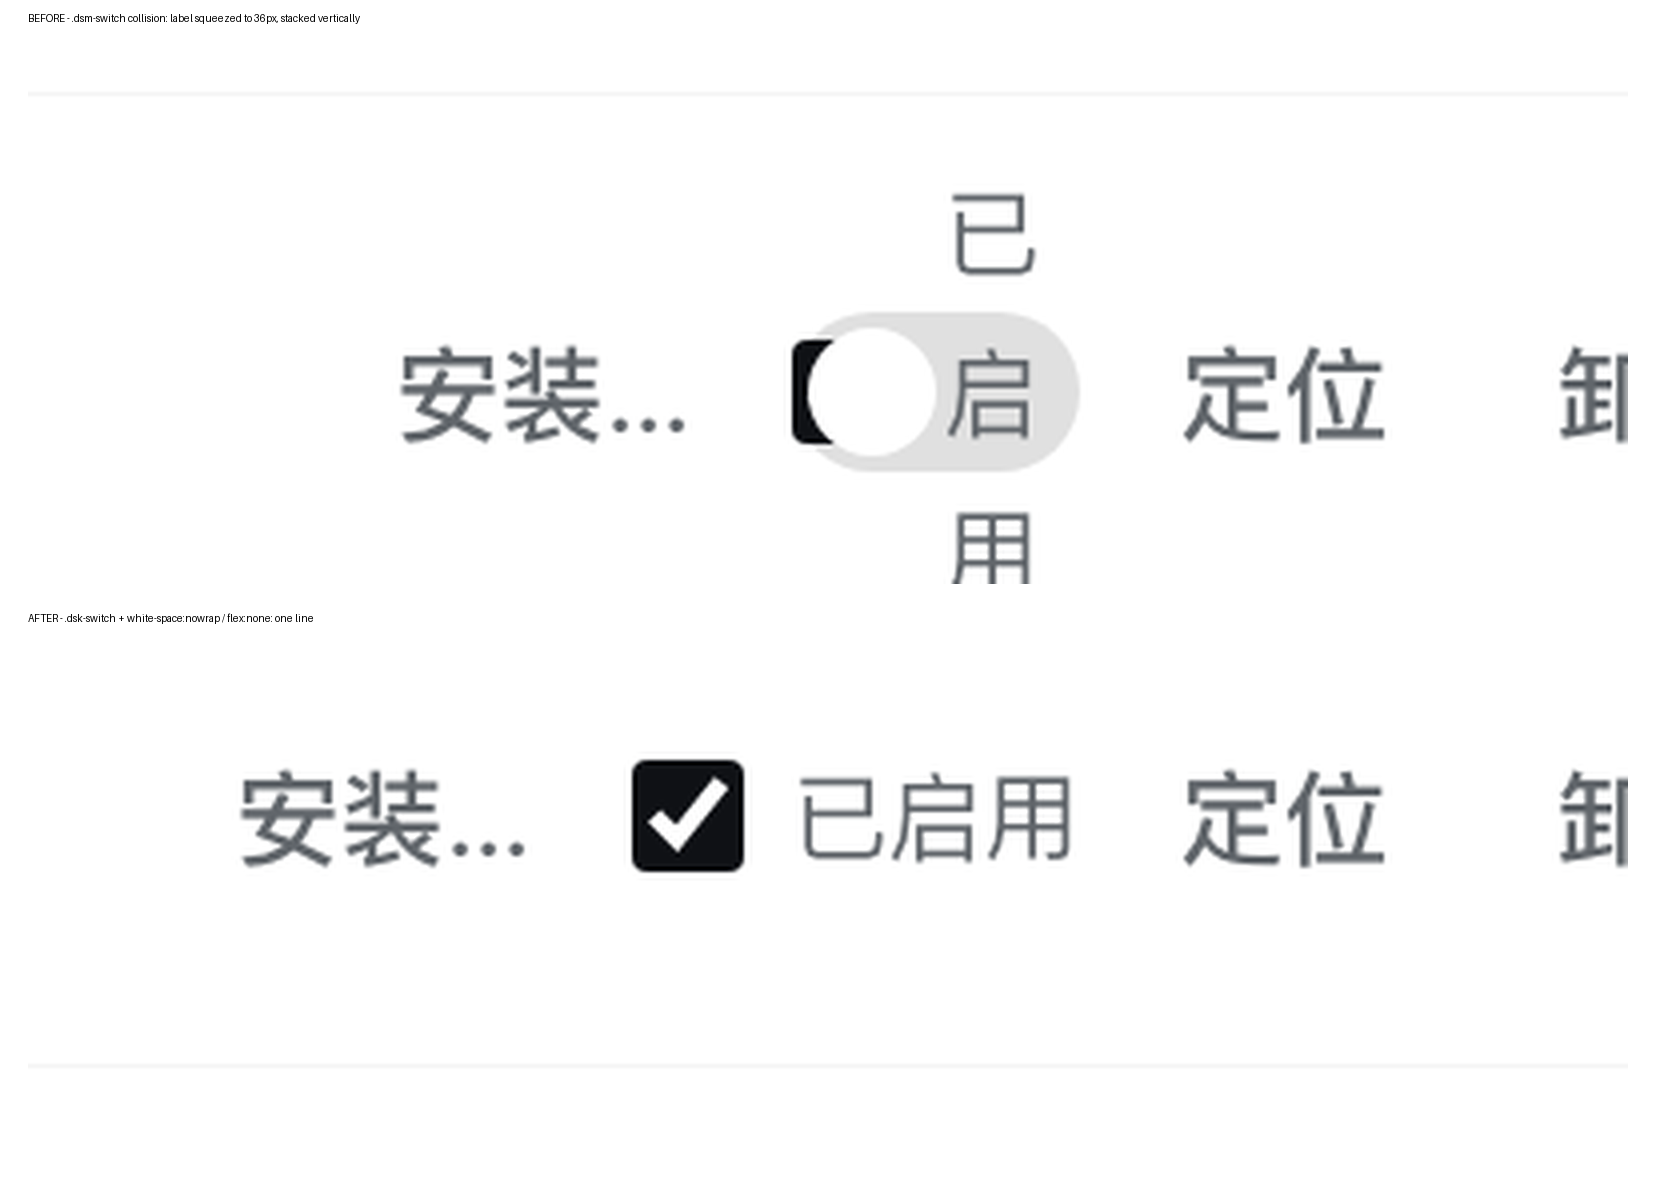 BEFORE - .dsm-switch collision: label squeezed to 36px, stacked vertically
已
安装... 启 定位
用
AFTER - .dsk-switch + white-space:nowrap / flex:none: one line
安装... 已启用 定位